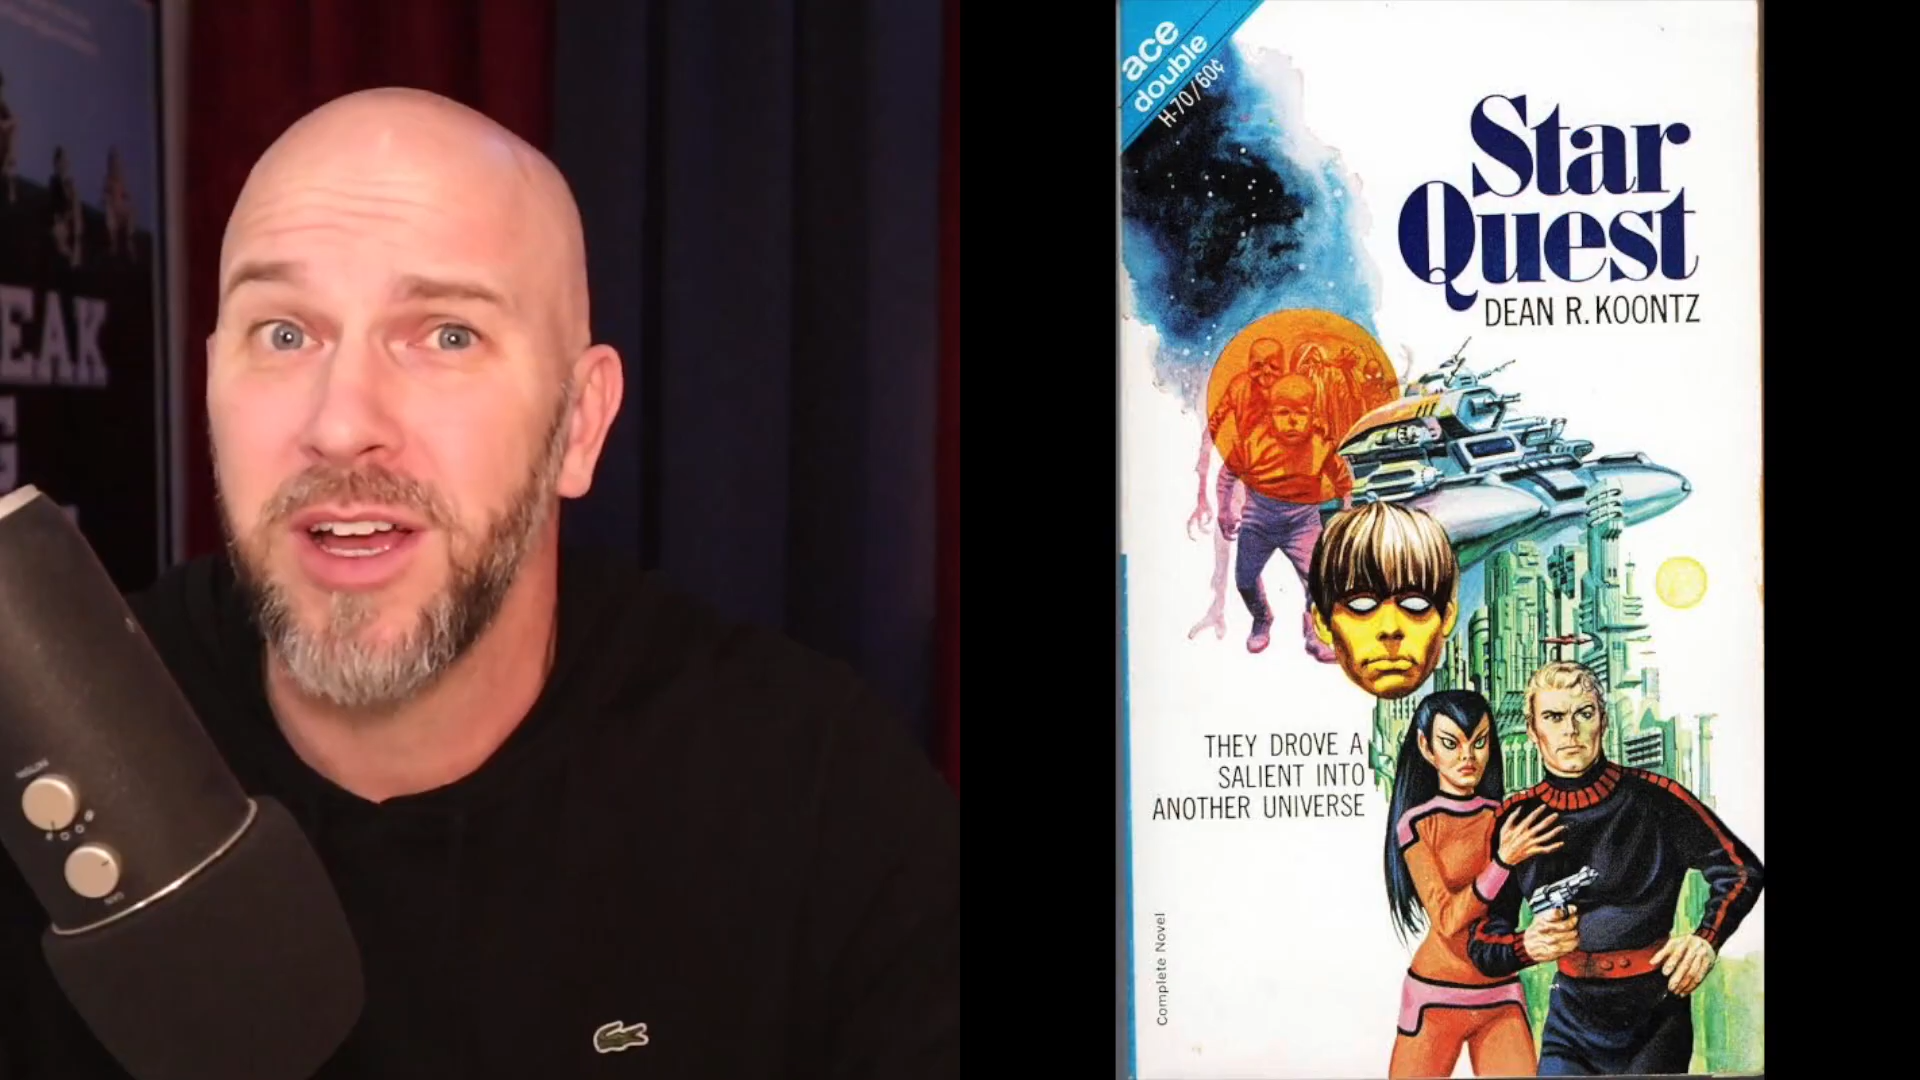 EAK
G
ace
double
H-70/60¢
Star
Quest
DEAN R. KOONTZ
THEY DROVE A
SALIENT INTO
ANOTHER UNIVERSE
Complete Novel